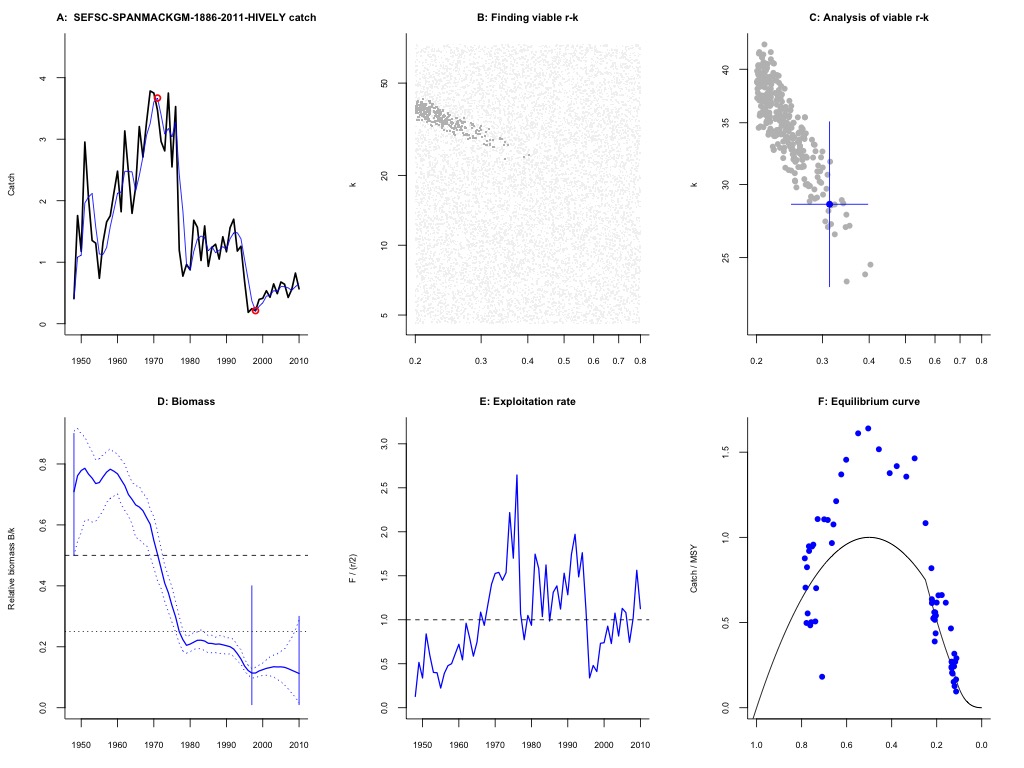 A:  SEFSC-SPANMACKGM-1886-2011-HIVELY catch
Catch
0 1 2 3 4
1950 1960 1970 1980 1990 2000 2010
B: Finding viable r-k
k
5 10 20 50
0.2 0.3 0.4 0.5 0.6 0.7 0.8
C: Analysis of viable r-k
k
25 30 35 40
0.2 0.3 0.4 0.5 0.6 0.7 0.8
D: Biomass
Relative biomass B/k
0.0 0.2 0.4 0.6 0.8
1950 1960 1970 1980 1990 2000 2010
E: Exploitation rate
F / (r/2)
0.0 0.5 1.0 1.5 2.0 2.5 3.0
1950 1960 1970 1980 1990 2000 2010
F: Equilibrium curve
Catch / MSY
0.0 0.5 1.0 1.5
1.0 0.8 0.6 0.4 0.2 0.0